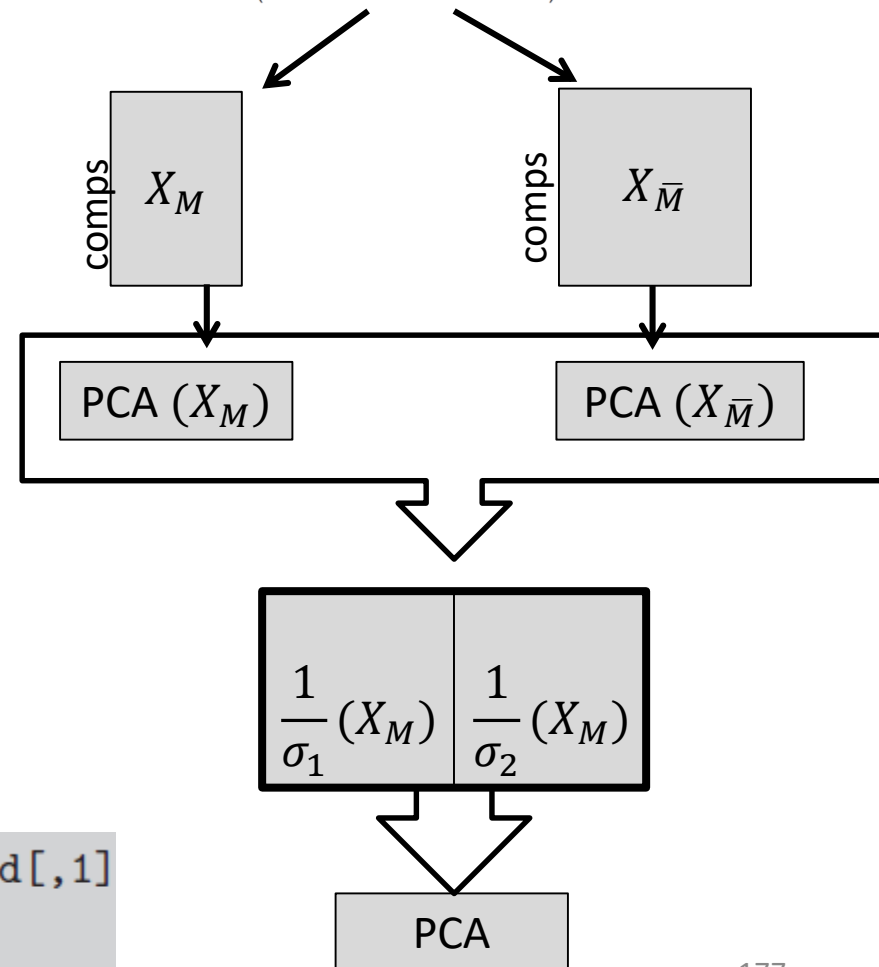 comps
X_M
comps
X_M̄
PCA (X_M)
PCA (X_M̄)
1/σ₁ (X_M)
1/σ₂ (X_M)
d[,1]
PCA